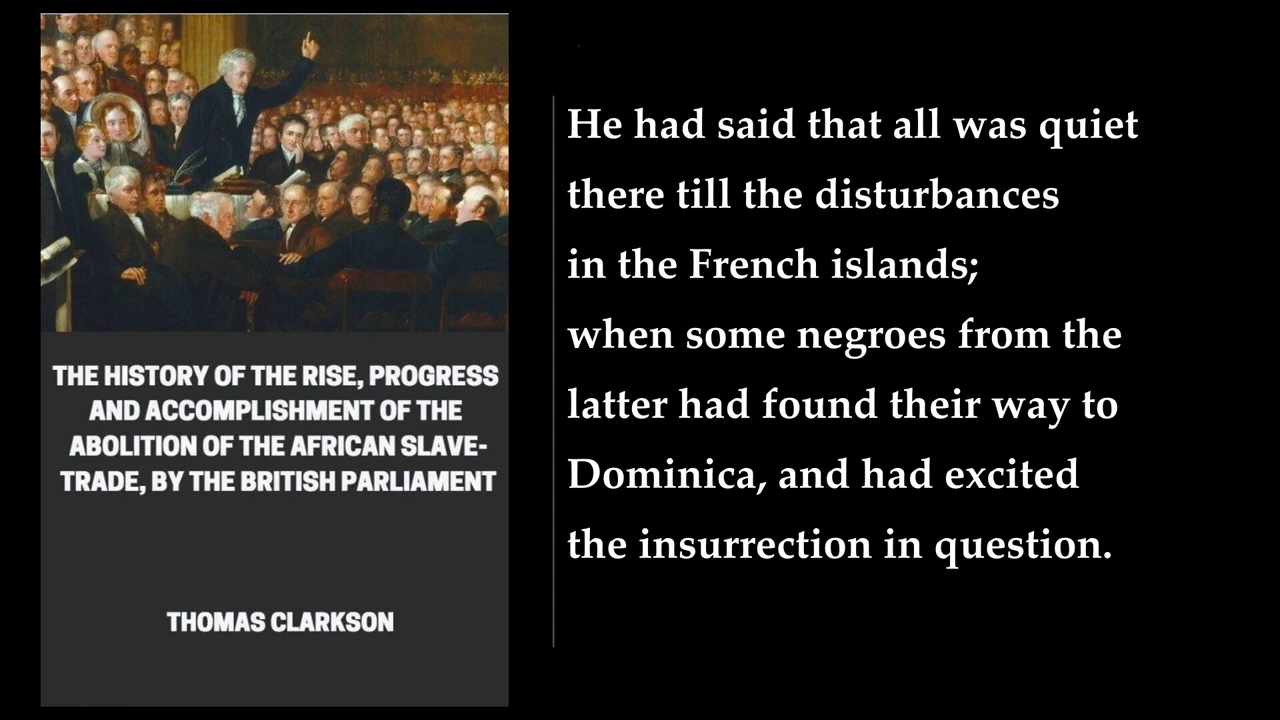 THE HISTORY OF THE RISE, PROGRESS
AND ACCOMPLISHMENT OF THE
ABOLITION OF THE AFRICAN SLAVE-
TRADE, BY THE BRITISH PARLIAMENT
THOMAS CLARKSON
He had said that all was quiet
there till the disturbances
in the French islands;
when some negroes from the
latter had found their way to
Dominica, and had excited
the insurrection in question.